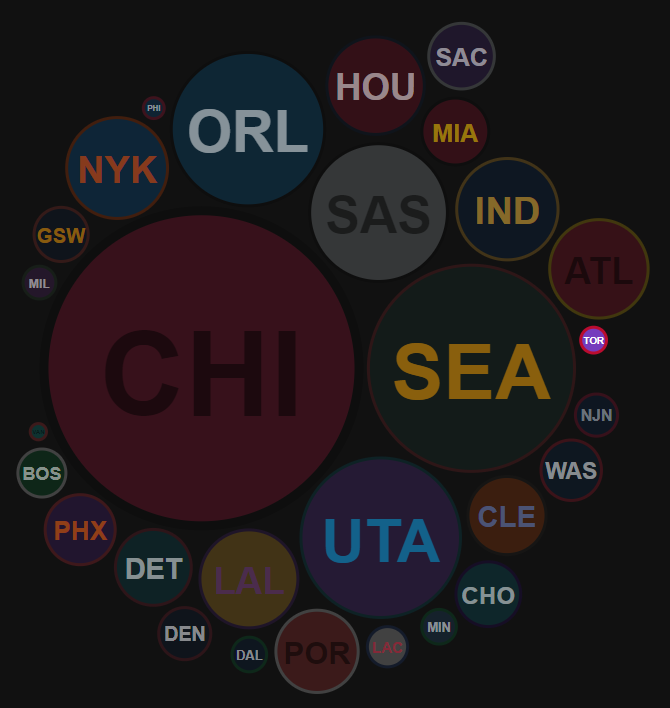 SAC
HOU
PHI
ORL
MIA
NYK
SAS
IND
GSW
ATL
MIL
TOR
CHI
SEA
NJN
BOS
WAS
CLE
PHX
UTA
DET
LAL
CHO
MIN
DEN
LAC
POR
DAL